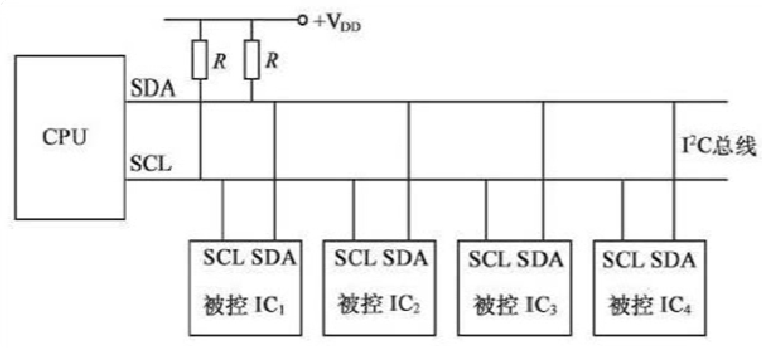 +V_DD
R R
SDA
CPU
SCL
I²C总线
SCL SDA SCL SDA SCL SDA SCL SDA
被控 IC₁ 被控 IC₂ 被控 IC₃ 被控 IC₄